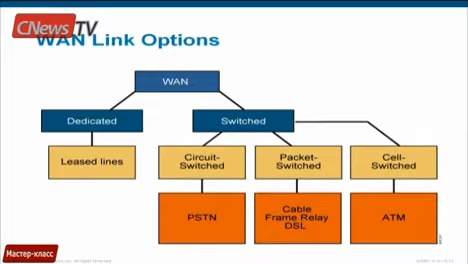 CNews TV
WAN Link Options
WAN
Dedicated
Switched
Leased lines
Circuit-
Switched
Packet-
Switched
Cell-
Switched
PSTN
Cable
Frame Relay
DSL
ATM
Мастер-класс